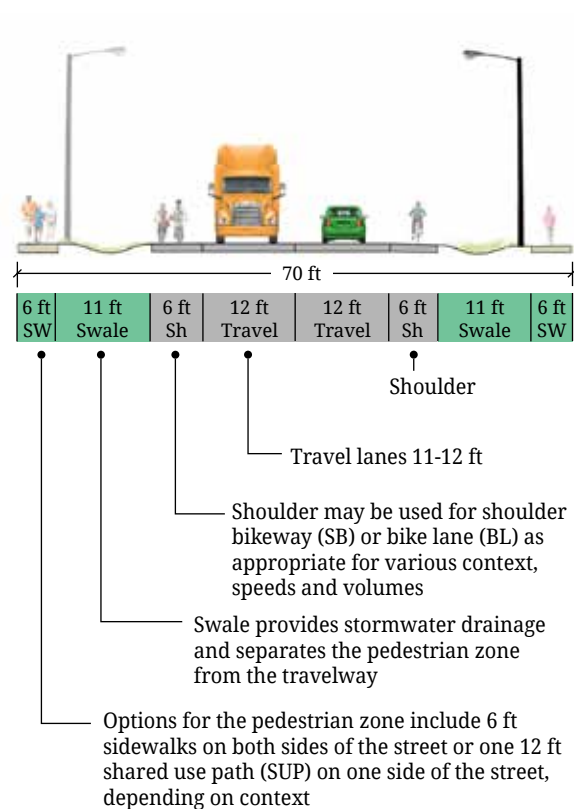 70 ft
6 ft SW
11 ft Swale
6 ft Sh
12 ft Travel
12 ft Travel
6 ft Sh
11 ft Swale
6 ft SW
Shoulder
Travel lanes 11-12 ft
Shoulder may be used for shoulder
bikeway (SB) or bike lane (BL) as
appropriate for various context,
speeds and volumes
Swale provides stormwater drainage
and separates the pedestrian zone
from the travelway
Options for the pedestrian zone include 6 ft
sidewalks on both sides of the street or one 12 ft
shared use path (SUP) on one side of the street,
depending on context